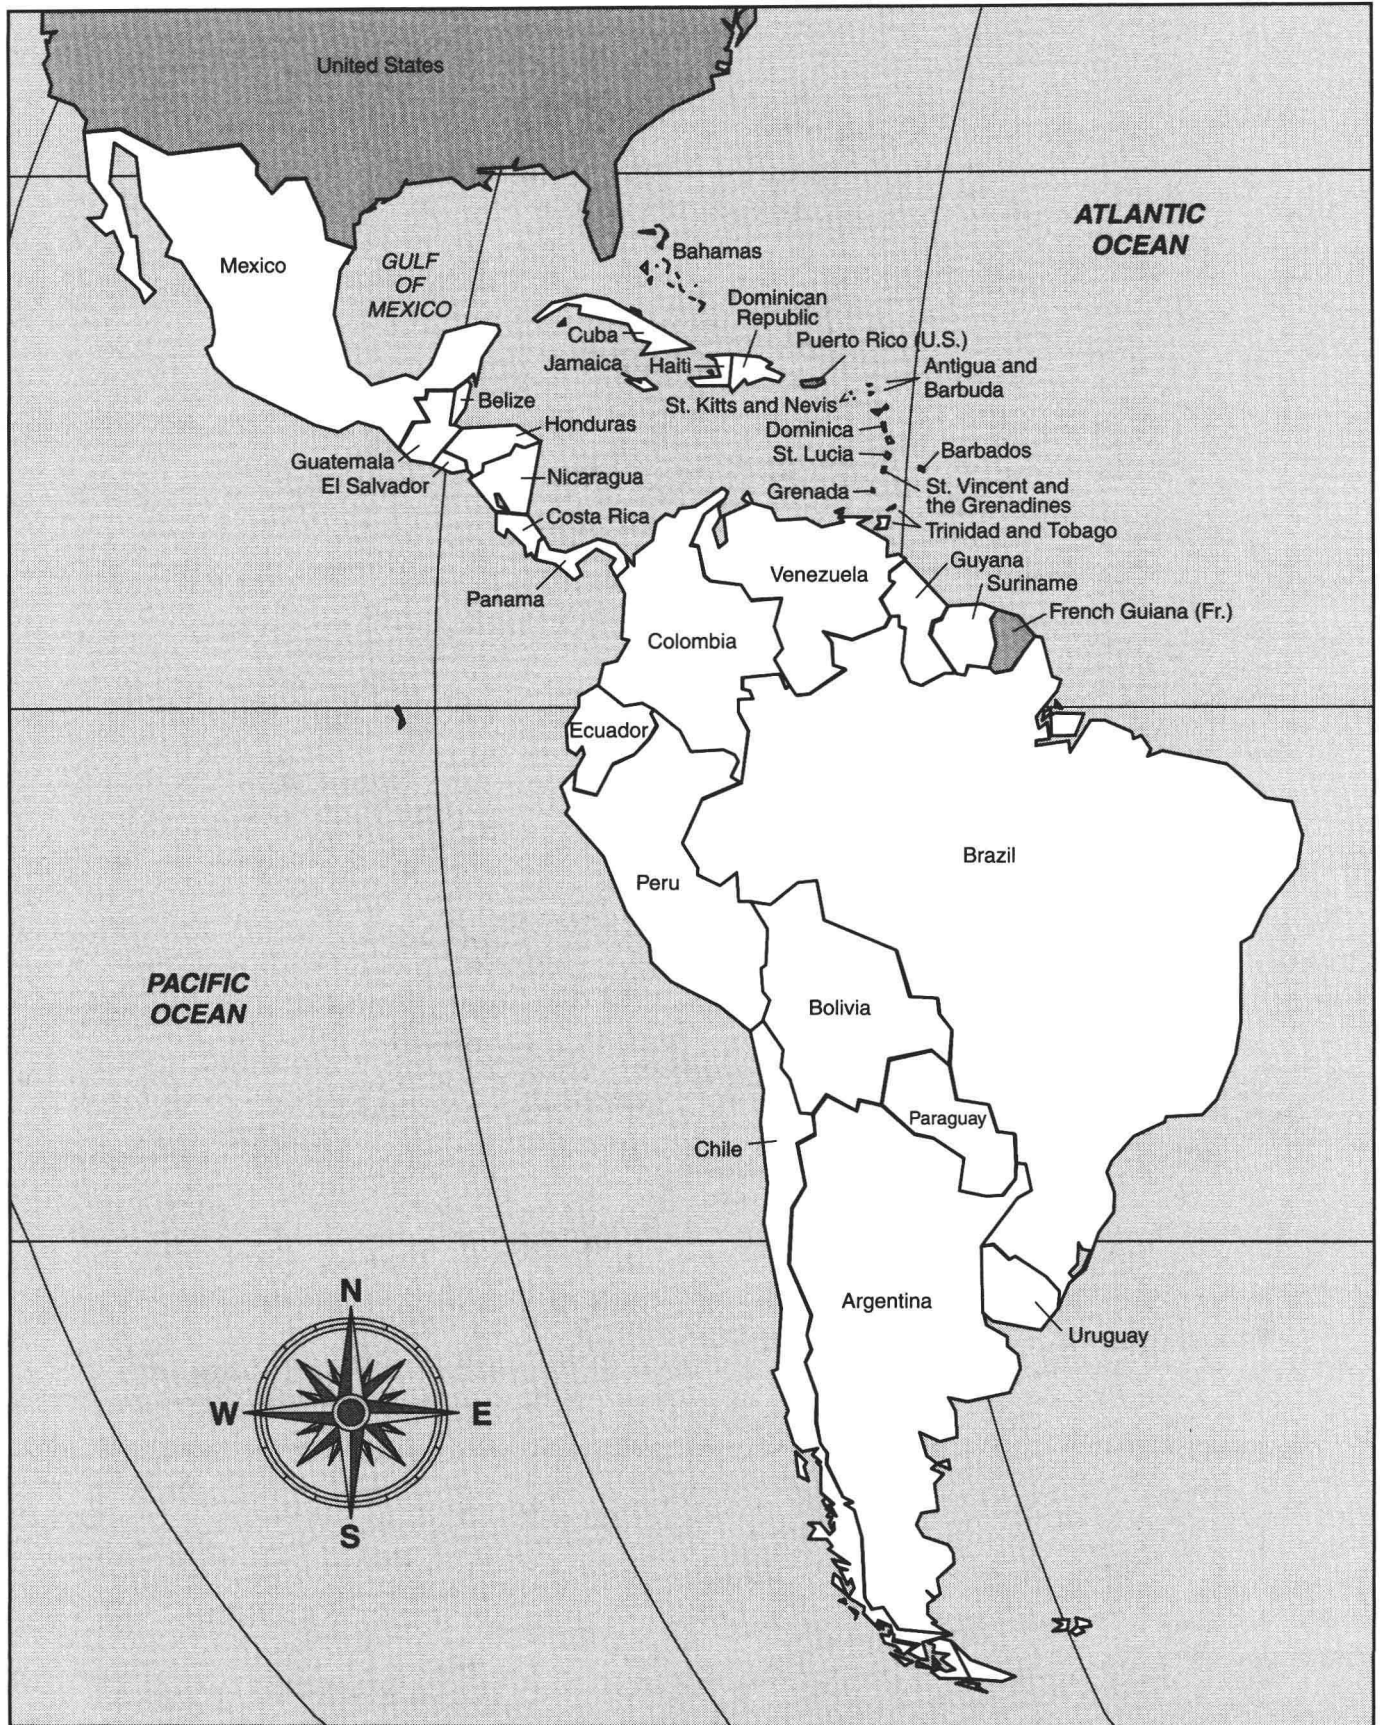 United States
ATLANTIC
OCEAN
Mexico
GULF
OF
MEXICO
Bahamas
Dominican
Republic
Cuba
Puerto Rico (U.S.)
Jamaica
Haiti
Antigua and
Barbuda
St. Kitts and Nevis
Belize
Honduras
Dominica
St. Lucia
Barbados
Guatemala
El Salvador
Nicaragua
Grenada
St. Vincent and
the Grenadines
Costa Rica
Trinidad and Tobago
Venezuela
Guyana
Suriname
Panama
French Guiana (Fr.)
Colombia
Ecuador
Brazil
Peru
PACIFIC
OCEAN
Bolivia
Paraguay
Chile
Argentina
Uruguay
N
W
E
S